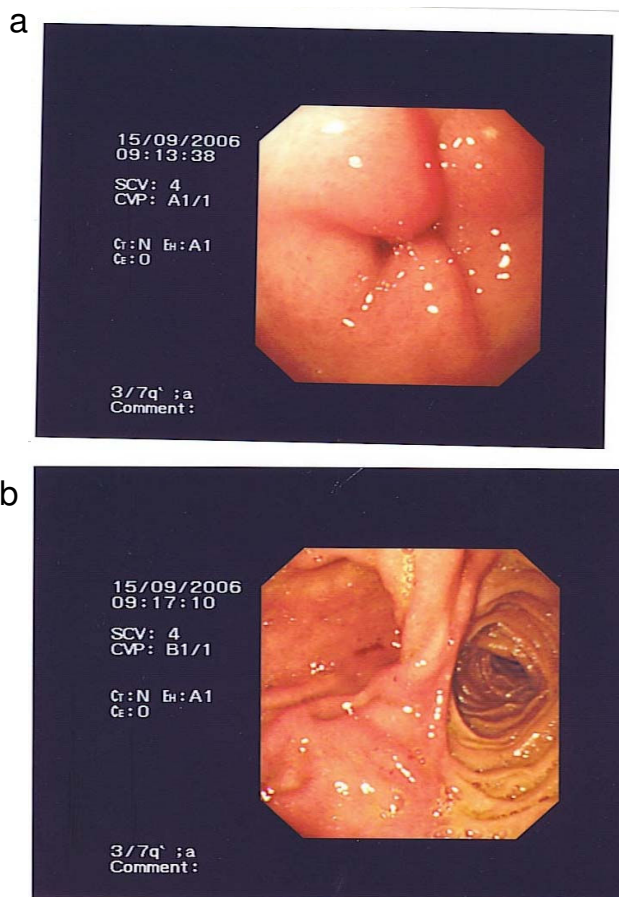 a
15/09/2006
09:13:38
SCV: 4
CVP: A1/1
CT:N EH:A1
CE:0
3/7q` ;a
Comment:
b
15/09/2006
09:17:10
SCV: 4
CVP: B1/1
CT:N EH:A1
CE:0
3/7q` ;a
Comment: